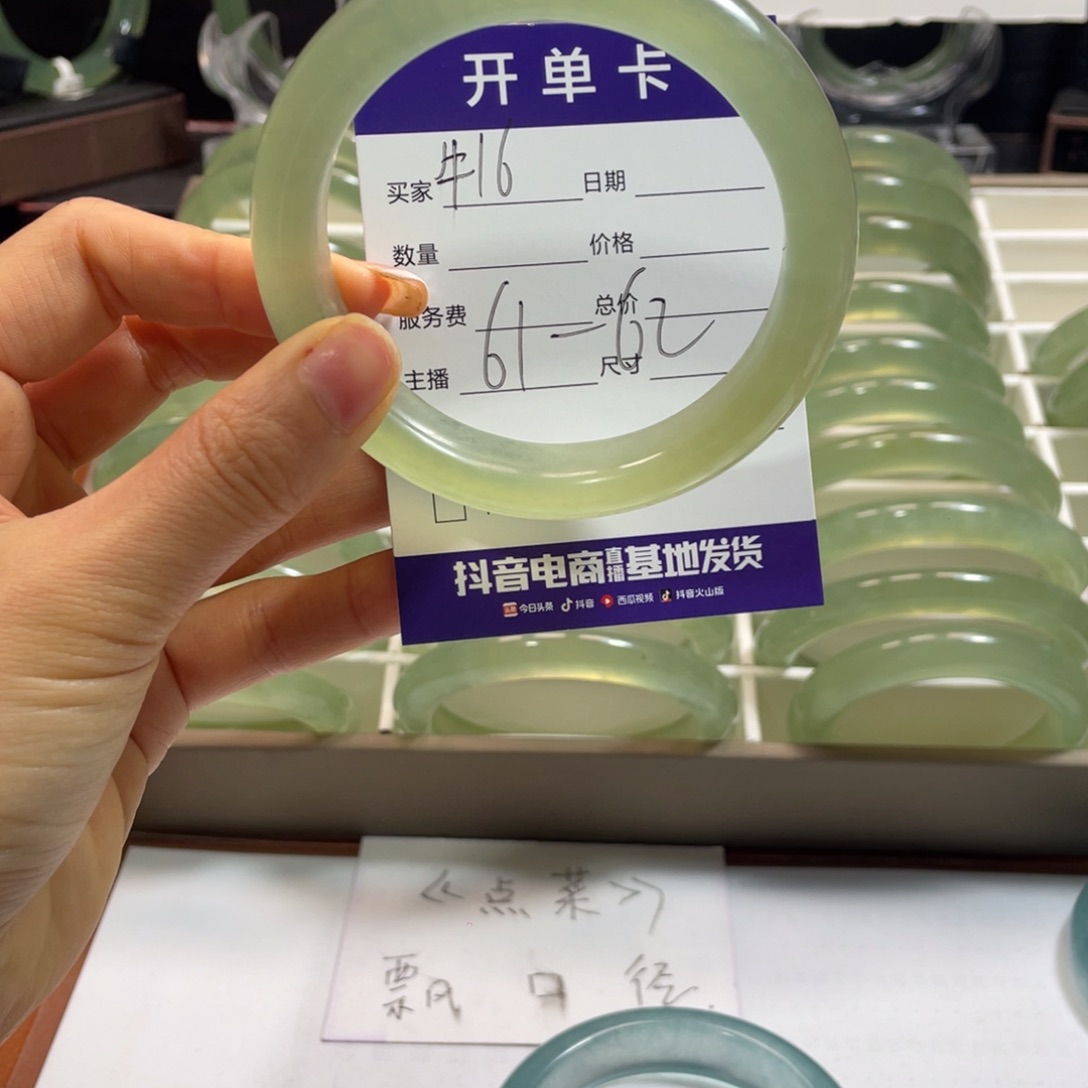 开单卡
买家 牛16 日期
数量 价格
服务费 总价
61-62
主播 尺寸
抖音电商直播基地发货
今日头条 抖音 西瓜视频 抖音火山版
《点菜》
飘口径